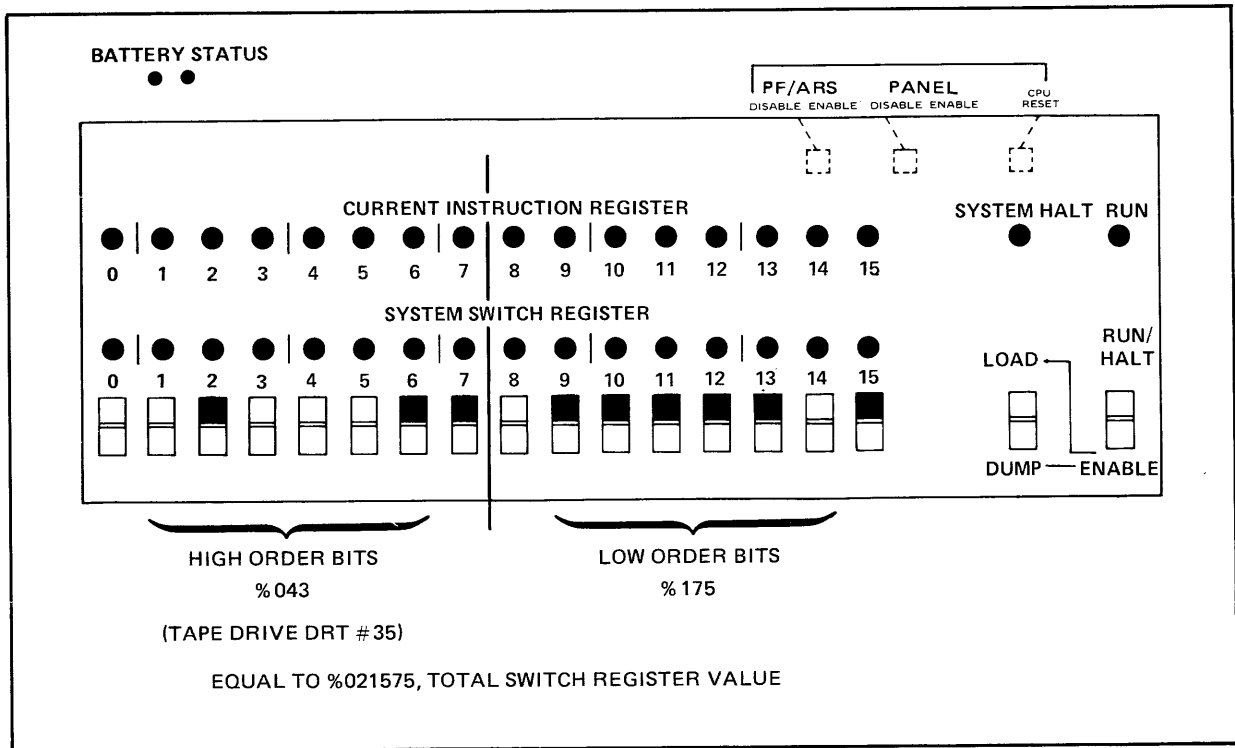 BATTERY STATUS
PF/ARS PANEL CPU
DISABLE ENABLE DISABLE ENABLE RESET
CURRENT INSTRUCTION REGISTER
SYSTEM HALT RUN
0 1 2 3 4 5 6 7 8 9 10 11 12 13 14 15
SYSTEM SWITCH REGISTER
RUN/
HALT
LOAD
0 1 2 3 4 5 6 7 8 9 10 11 12 13 14 15
DUMP ENABLE
HIGH ORDER BITS LOW ORDER BITS
%043 %175
(TAPE DRIVE DRT #35)
EQUAL TO %021575, TOTAL SWITCH REGISTER VALUE